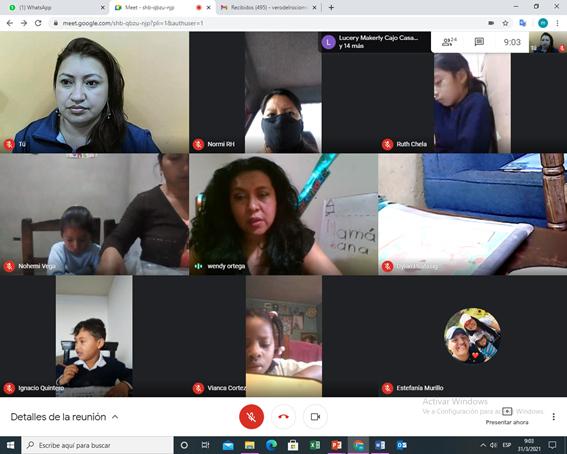 (1) WhatsApp
Meet - shb-qbzu-njp
Recibidos (495) - verodelrociom
meet.google.com/shb-qbzu-njp?pli=1&authuser=1
Lucery Makerly Cajo Casa...
y 14 más
L
24
9:03
m
Tú
Normi RH
Ruth Chela
Nohemi Vega
wendy ortega
Mamá
ana
Ignacio Quintero
Vianca Cortez
Estefanía Murillo
Activar Windows
Ve a Configuración para ac Windows.
Detalles de la reunión
Presentar ahora
Escribe aquí para buscar
ESP
9:03
31/3/2021